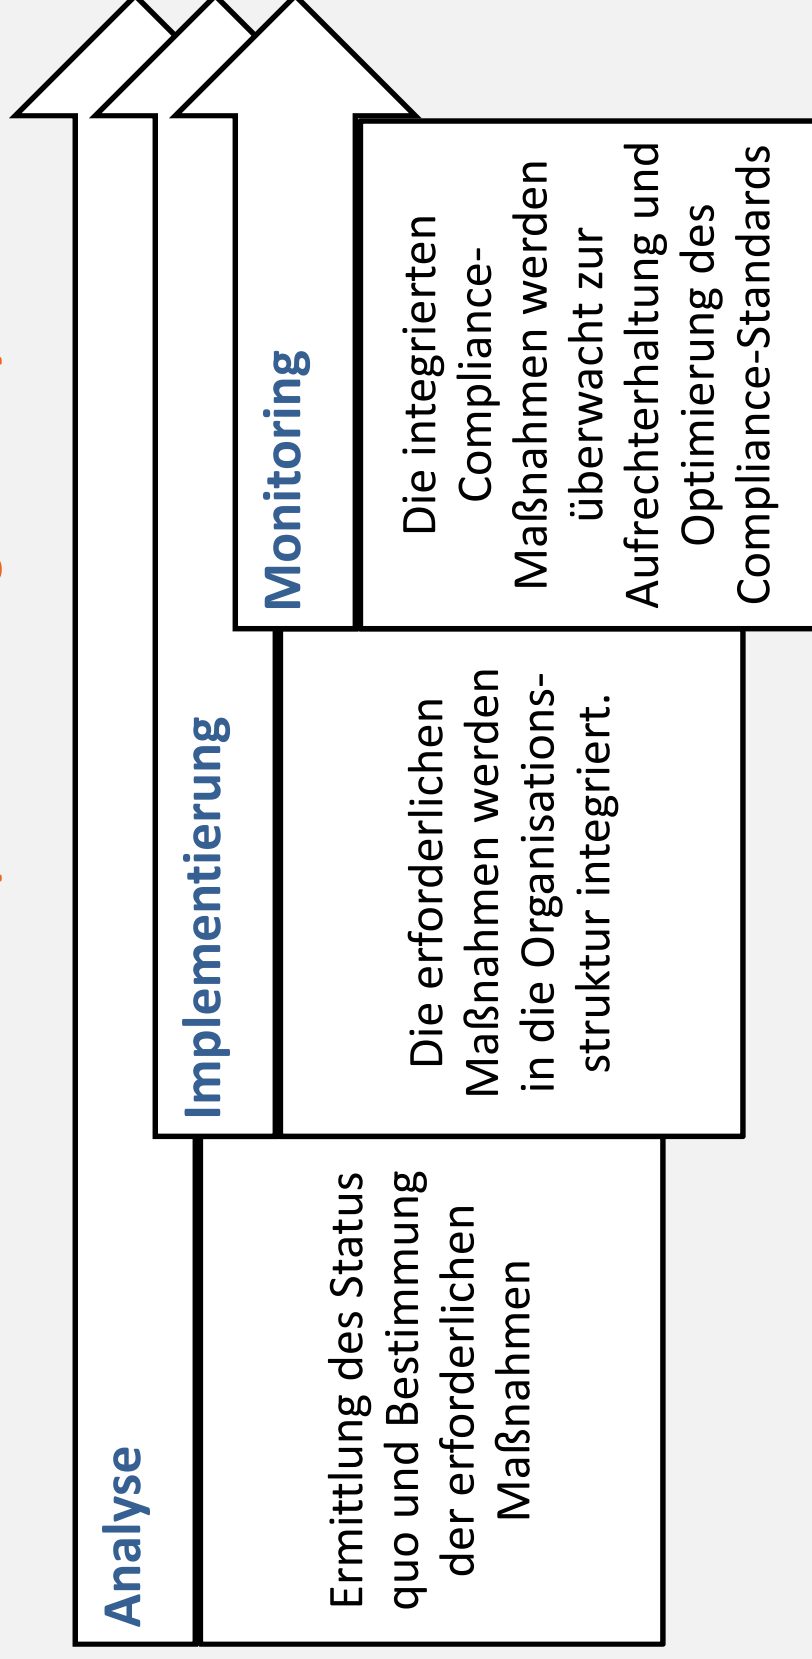 Analyse
Ermittlung des Status
quo und Bestimmung
der erforderlichen
Maßnahmen
Implementierung
Die erforderlichen
Maßnahmen werden
in die Organisations-
struktur integriert.
Monitoring
Die integrierten
Compliance-
Maßnahmen werden
überwacht zur
Aufrechterhaltung und
Optimierung des
Compliance-Standards